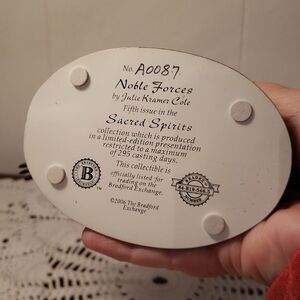 No. A0087
Noble Forces
by Julie Kramer Cole
Fifth issue in the
Sacred Spirits
collection which is produced
in a limited-edition presentation
restricted to a maximum
of 295 casting days.
This collectible is
officially listed for
trading on the
Bradford Exchange.
B
©2006 The Bradford
Exchange